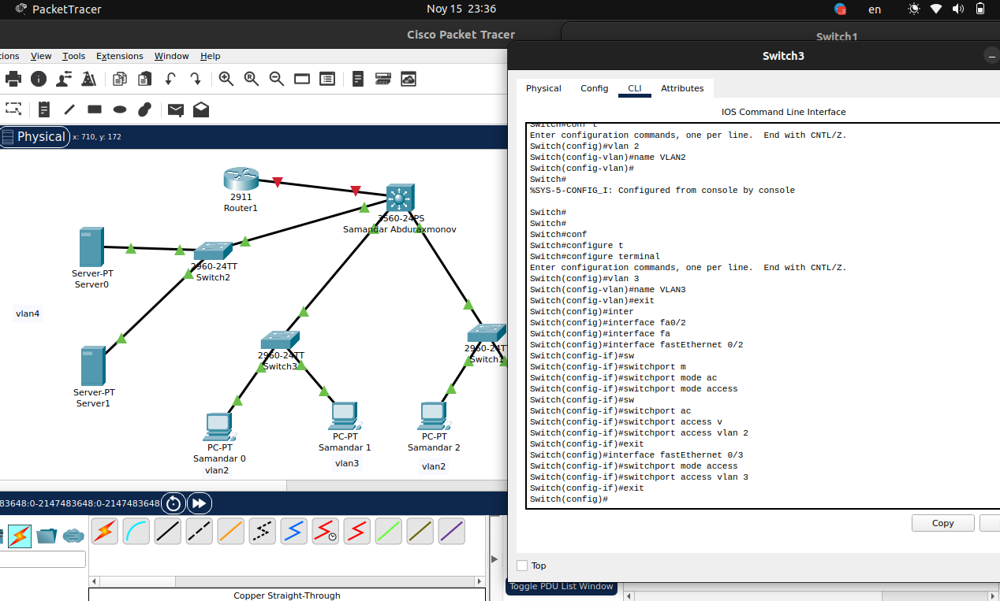 PacketTracer
Noy 15 23:36
en
Cisco Packet Tracer
Switch1
Switch3
ions View Tools Extensions Window Help
Physical x: 710, y: 172
2911
Router1
3560-24PS
Samandar Abduraxmonov
Server-PT
Server0
2960-24TT
Switch2
vlan4
2960-24TT
Switch3
2960-24T
Switch1
Server-PT
Server1
PC-PT
Samandar 0
vlan2
PC-PT
Samandar 1
vlan3
PC-PT
Samandar 2
vlan2
83648:0-2147483648:0-2147483648
Copper Straight-Through
Toggle PDU List Window
Physical Config CLI Attributes
IOS Command Line Interface
Switch#conf t
Enter configuration commands, one per line. End with CNTL/Z.
Switch(config)#vlan 2
Switch(config-vlan)#name VLAN2
Switch(config-vlan)#
Switch#
%SYS-5-CONFIG_I: Configured from console by console
Switch#
Switch#
Switch#conf
Switch#configure t
Switch#configure terminal
Enter configuration commands, one per line. End with CNTL/Z.
Switch(config)#vlan 3
Switch(config-vlan)#name VLAN3
Switch(config-vlan)#exit
Switch(config)#inter
Switch(config)#interface fa0/2
Switch(config)#interface fa
Switch(config)#interface fastEthernet 0/2
Switch(config-if)#sw
Switch(config-if)#switchport m
Switch(config-if)#switchport mode ac
Switch(config-if)#switchport mode access
Switch(config-if)#sw
Switch(config-if)#switchport ac
Switch(config-if)#switchport access v
Switch(config-if)#switchport access vlan 2
Switch(config-if)#exit
Switch(config)#interface fastEthernet 0/3
Switch(config-if)#switchport mode access
Switch(config-if)#switchport access vlan 3
Switch(config-if)#exit
Switch(config)#
Copy
Top